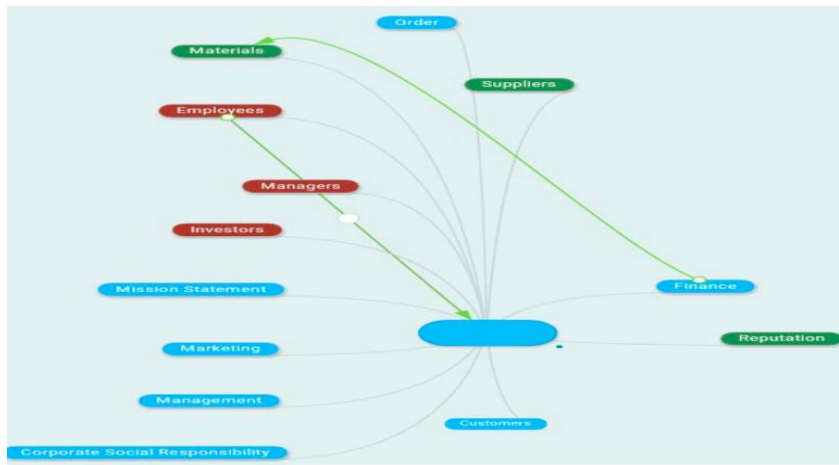 Order
Materials
Suppliers
Employees
Managers
Investors
Finance
Mission Statement
Reputation
Marketing
Management
Customers
Corporate Social Responsibility